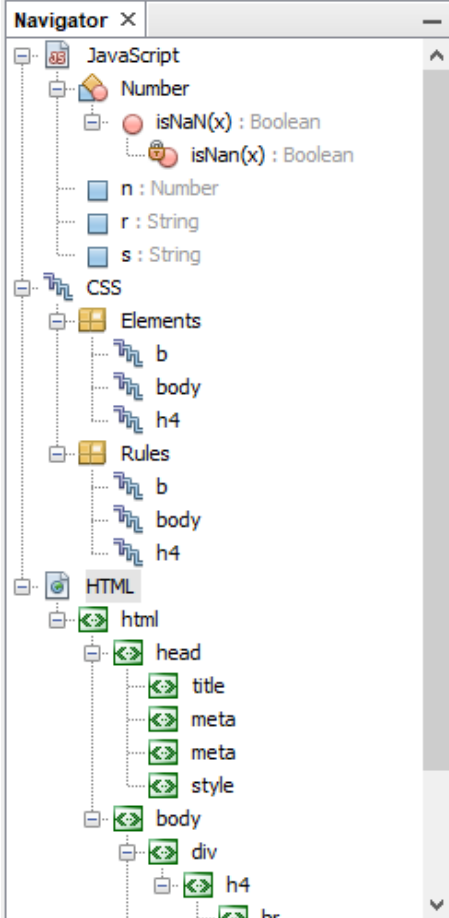 Navigator ×
JavaScript
Number
isNaN(x) : Boolean
isNan(x) : Boolean
n : Number
r : String
s : String
CSS
Elements
b
body
h4
Rules
b
body
h4
HTML
html
head
title
meta
meta
style
body
div
h4